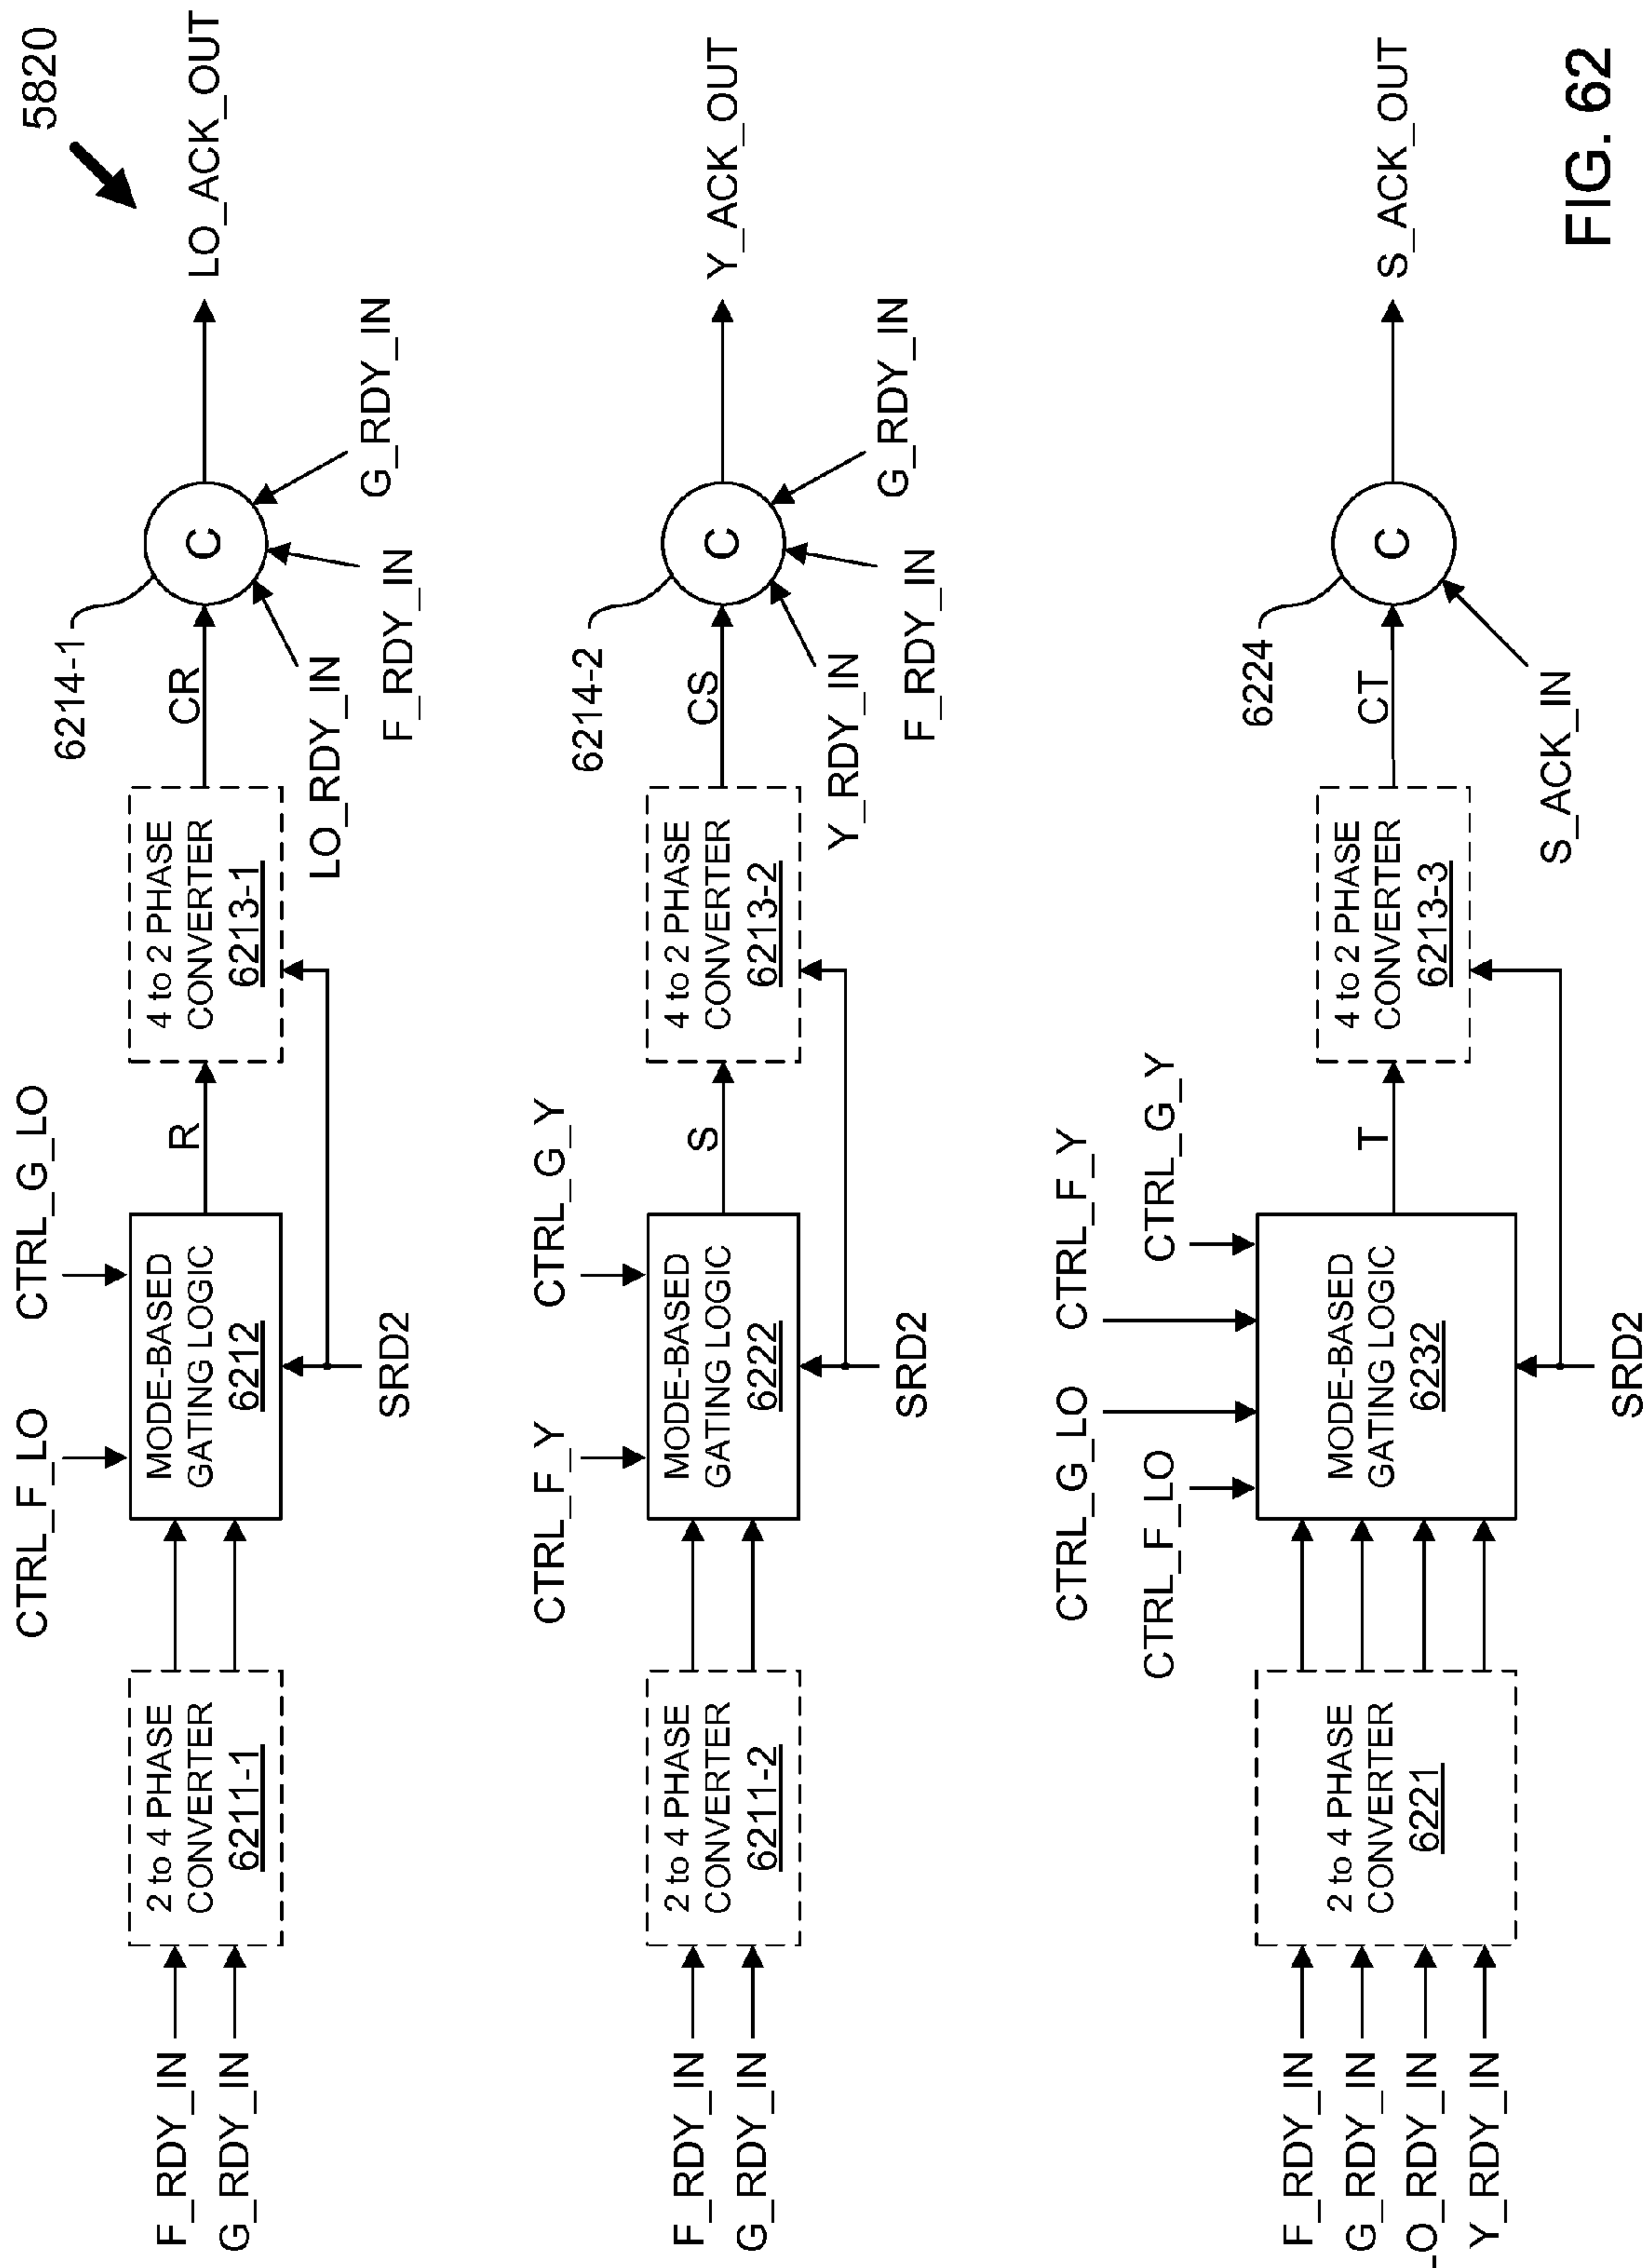 5820
CTRL_F_LO
CTRL_G_LO
F_RDY_IN
G_RDY_IN
2 to 4 PHASE
CONVERTER
6211-1
MODE-BASED
GATING LOGIC
6212
SRD2
R
4 to 2 PHASE
CONVERTER
6213-1
CR
6214-1
C
LO_RDY_IN
F_RDY_IN
G_RDY_IN
LO_ACK_OUT
CTRL_F_Y
CTRL_G_Y
F_RDY_IN
G_RDY_IN
2 to 4 PHASE
CONVERTER
6211-2
MODE-BASED
GATING LOGIC
6222
SRD2
S
4 to 2 PHASE
CONVERTER
6213-2
CS
6214-2
C
Y_RDY_IN
F_RDY_IN
G_RDY_IN
Y_ACK_OUT
CTRL_G_LO
CTRL_F_Y
CTRL_F_LO
CTRL_G_Y
F_RDY_IN
G_RDY_IN
LO_RDY_IN
Y_RDY_IN
2 to 4 PHASE
CONVERTER
6221
MODE-BASED
GATING LOGIC
6232
SRD2
T
4 to 2 PHASE
CONVERTER
6213-3
CT
6224
C
S_ACK_IN
S_ACK_OUT
FIG. 62